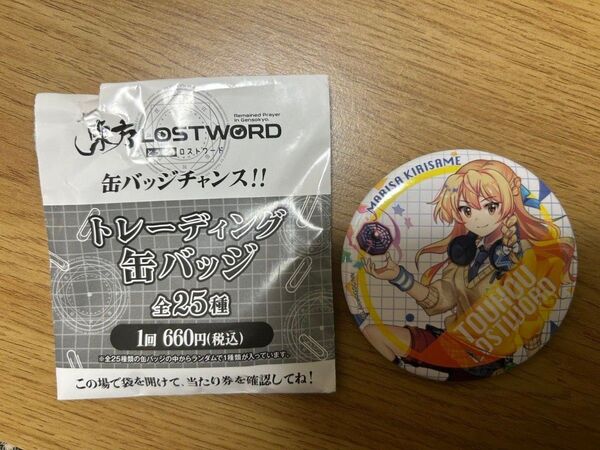 東方LOSTWORD
Remained Prayer
in Gensokyo.
ロストワード
缶バッジチャンス!!
トレーディング
缶バッジ
全25種
1回 660円(税込)
※全25種類の缶バッジの中からランダムで1種類が入っています。
この場で袋を開けて、当たり券を確認してね!
MARISA KIRISAME
TOUHOU
LOSTWORD